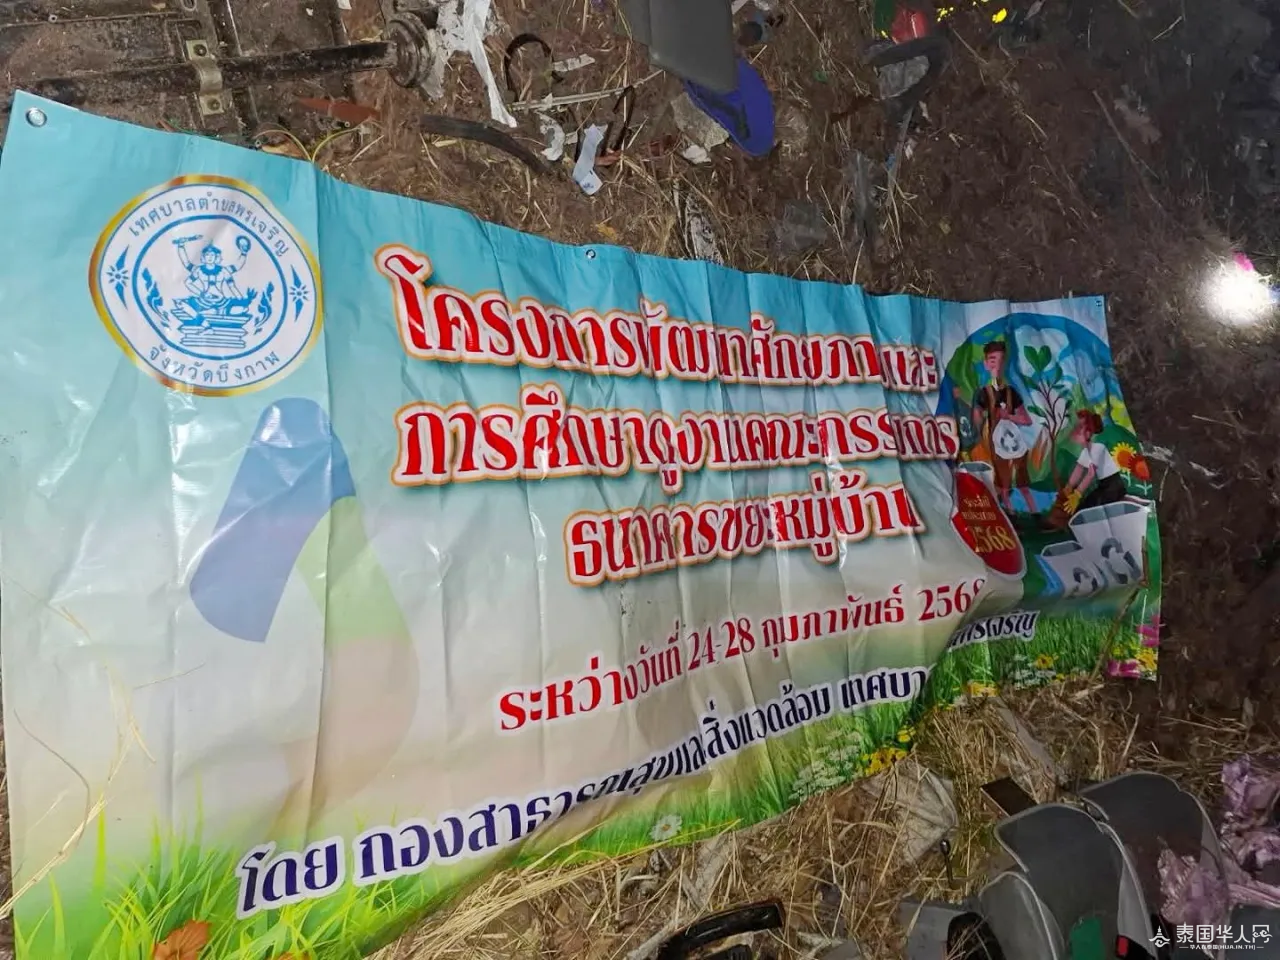 เทศบาลตำบลพรเจริญ
จังหวัดบึงกาฬ
โครงการพัฒนาศักยภาพและ
การศึกษาดูงานคณะกรรมการ
ธนาคารขยะหมู่บ้าน
2568
ระหว่างวันที่ 24-28 กุมภาพันธ์ 2568
โดย กองสาธารณสุขและสิ่งแวดล้อม เทศบาล
泰国华人网